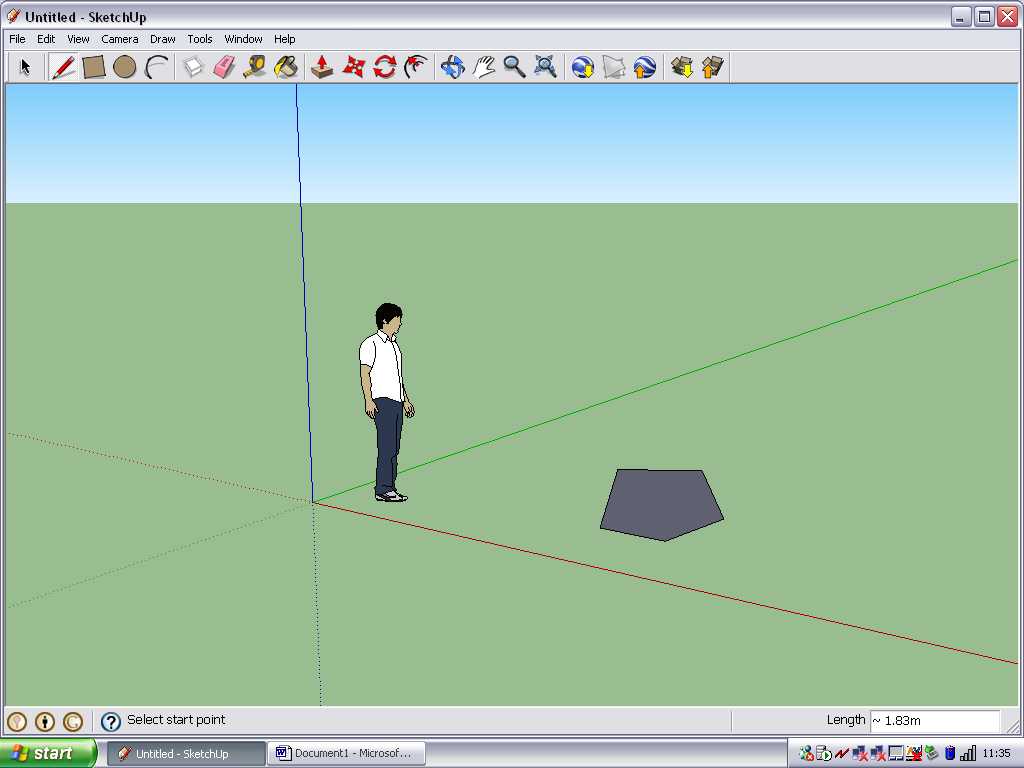 Untitled - SketchUp
File Edit View Camera Draw Tools Window Help
Select start point
Length ~ 1.83m
start Untitled - SketchUp Document1 - Microsof... 11:35